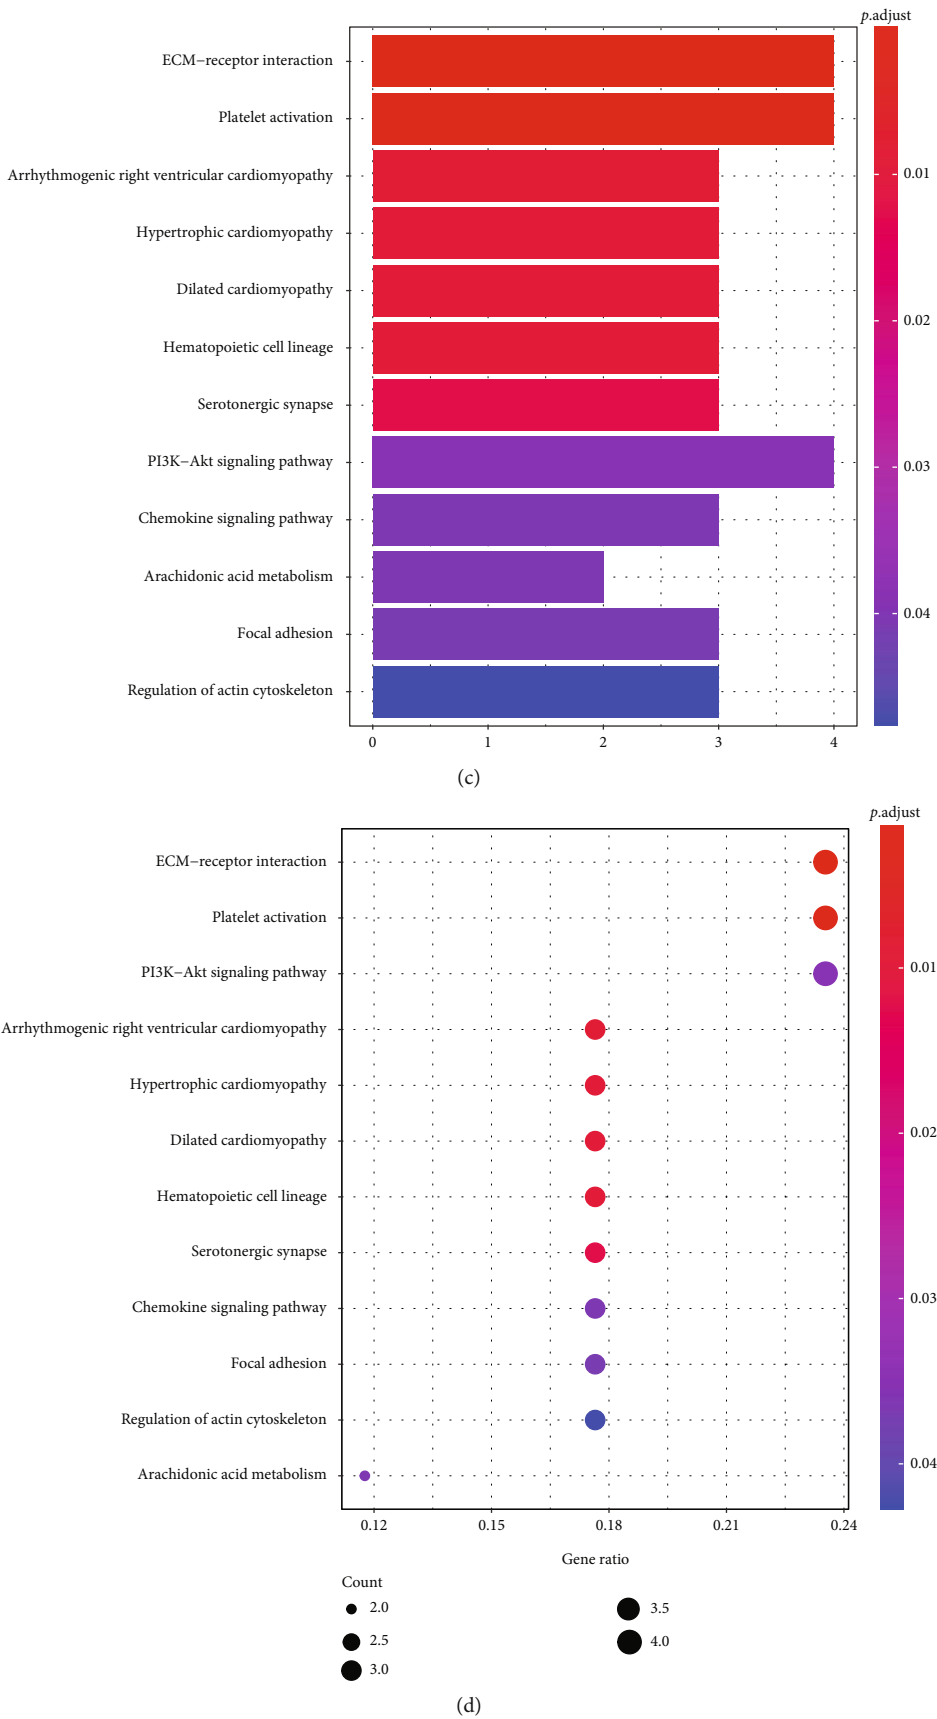 p.adjust
ECM−receptor interaction
Platelet activation
Arrhythmogenic right ventricular cardiomyopathy
Hypertrophic cardiomyopathy
Dilated cardiomyopathy
Hematopoietic cell lineage
Serotonergic synapse
PI3K−Akt signaling pathway
Chemokine signaling pathway
Arachidonic acid metabolism
Focal adhesion
Regulation of actin cytoskeleton
0.01
0.02
0.03
0.04
0 1 2 3 4
(c)
p.adjust
ECM−receptor interaction
Platelet activation
PI3K−Akt signaling pathway
Arrhythmogenic right ventricular cardiomyopathy
Hypertrophic cardiomyopathy
Dilated cardiomyopathy
Hematopoietic cell lineage
Serotonergic synapse
Chemokine signaling pathway
Focal adhesion
Regulation of actin cytoskeleton
Arachidonic acid metabolism
0.01
0.02
0.03
0.04
0.12 0.15 0.18 0.21 0.24
Gene ratio
Count
2.0
2.5
3.0
3.5
4.0
(d)